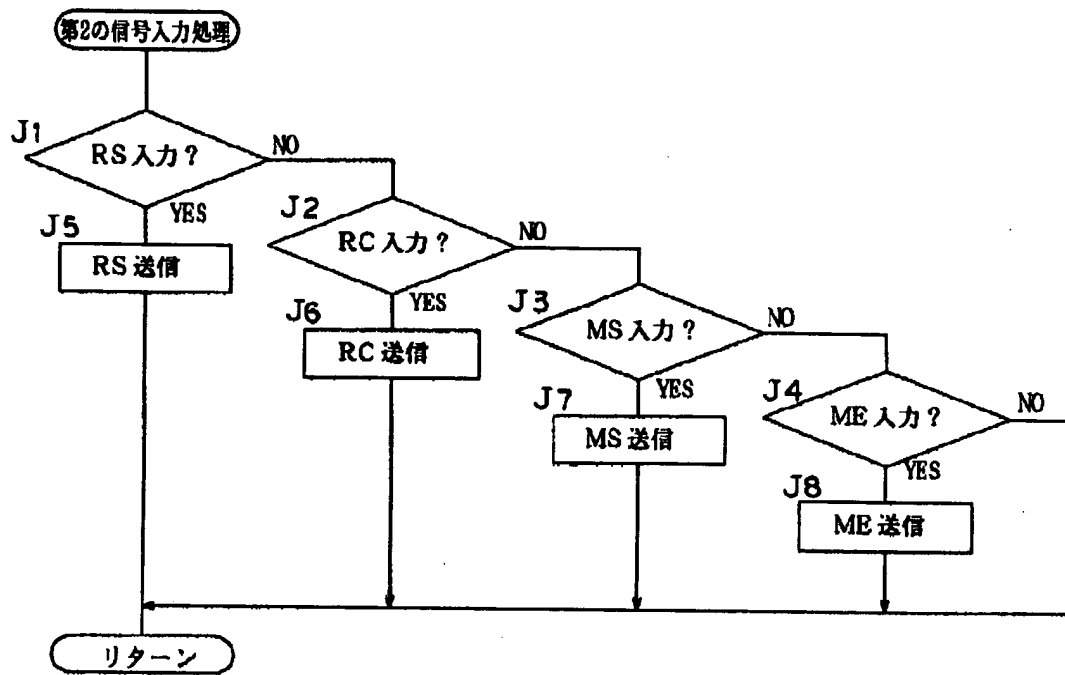 第2の信号入力処理
J1
RS入力?
NO
YES
J5
RS送信
J2
RC入力?
NO
YES
J6
RC送信
J3
MS入力?
NO
YES
J7
MS送信
J4
ME入力?
NO
YES
J8
ME送信
リターン